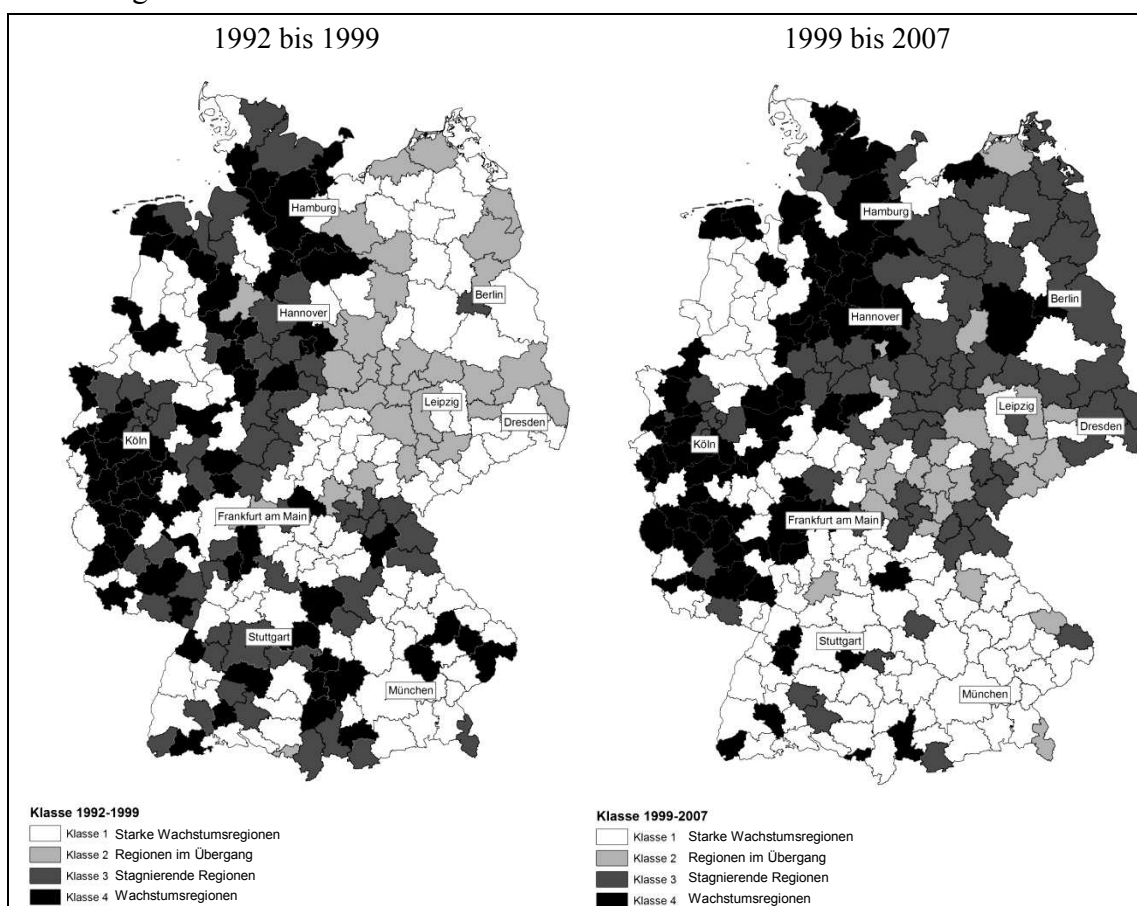 1992 bis 1999
Hamburg
Berlin
Hannover
Leipzig
Dresden
Köln
Frankfurt am Main
Stuttgart
München
Klasse 1992-1999
Klasse 1 Starke Wachstumsregionen
Klasse 2 Regionen im Übergang
Klasse 3 Stagnierende Regionen
Klasse 4 Wachstumsregionen
1999 bis 2007
Hamburg
Berlin
Hannover
Leipzig
Dresden
Köln
Frankfurt am Main
Stuttgart
München
Klasse 1999-2007
Klasse 1 Starke Wachstumsregionen
Klasse 2 Regionen im Übergang
Klasse 3 Stagnierende Regionen
Klasse 4 Wachstumsregionen